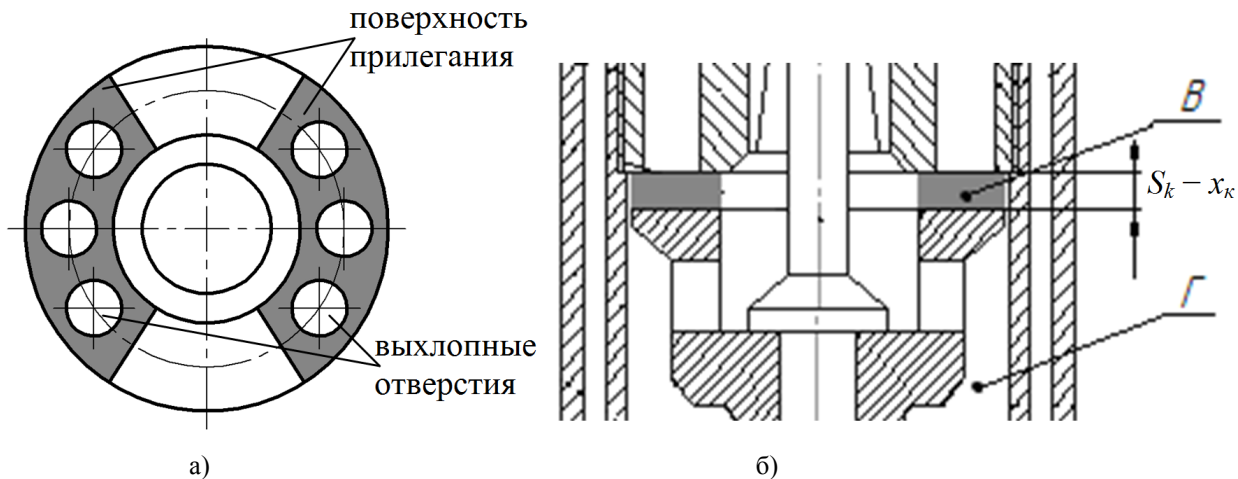 поверхность
прилегания
выхлопные
отверстия
В
S_k − x_к
Г
а)
б)